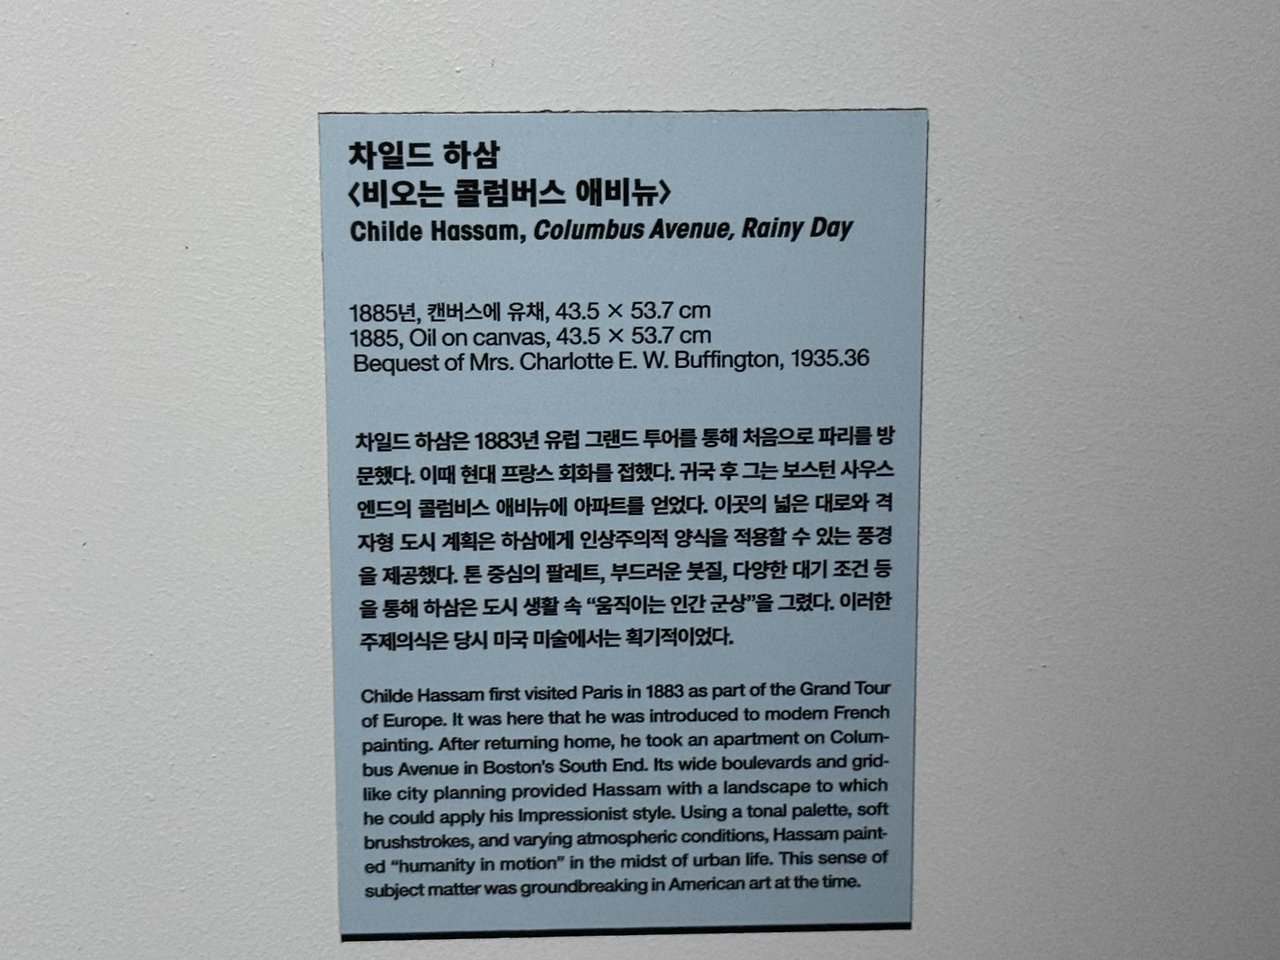 차일드 하삼
〈비오는 콜럼버스 애비뉴〉
Childe Hassam, Columbus Avenue, Rainy Day
1885년, 캔버스에 유채, 43.5 × 53.7 cm
1885, Oil on canvas, 43.5 × 53.7 cm
Bequest of Mrs. Charlotte E. W. Buffington, 1935.36
차일드 하삼은 1883년 유럽 그랜드 투어를 통해 처음으로 파리를 방
문했다. 이때 현대 프랑스 회화를 접했다. 귀국 후 그는 보스턴 사우스
엔드의 콜럼비스 애비뉴에 아파트를 얻었다. 이곳의 넓은 대로와 격
자형 도시 계획은 하삼에게 인상주의적 양식을 적용할 수 있는 풍경
을 제공했다. 톤 중심의 팔레트, 부드러운 붓질, 다양한 대기 조건 등
을 통해 하삼은 도시 생활 속 “움직이는 인간 군상”을 그렸다. 이러한
주제의식은 당시 미국 미술에서는 획기적이었다.
Childe Hassam first visited Paris in 1883 as part of the Grand Tour
of Europe. It was here that he was introduced to modern French
painting. After returning home, he took an apartment on Colum-
bus Avenue in Boston's South End. Its wide boulevards and grid-
like city planning provided Hassam with a landscape to which
he could apply his Impressionist style. Using a tonal palette, soft
brushstrokes, and varying atmospheric conditions, Hassam paint-
ed “humanity in motion” in the midst of urban life. This sense of
subject matter was groundbreaking in American art at the time.